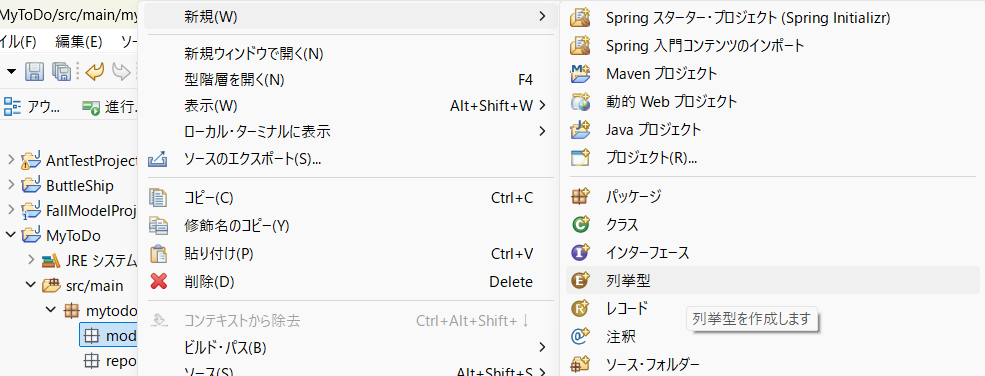 MyToDo/src/main/my
イル(F) 編集(E) ソー
アウ...
進行.
AntTestProject
ButtleShip
FallModelProj
MyToDo
JRE システム
src/main
mytodo
mod
repo
新規(W)
新規ウィンドウで開く(N)
型階層を開く(N) F4
表示(W) Alt+Shift+W
ローカル・ターミナルに表示
ソースのエクスポート(S)...
コピー(C) Ctrl+C
修飾名のコピー(Y)
貼り付け(P) Ctrl+V
削除(D) Delete
コンテキストから除去 Ctrl+Alt+Shift+↓
ビルド・パス(B)
ソース(S) Alt+Shift+S
Spring スターター・プロジェクト (Spring Initializr)
Spring 入門コンテンツのインポート
Maven プロジェクト
動的 Web プロジェクト
Java プロジェクト
プロジェクト(R)...
パッケージ
クラス
インターフェース
列挙型
レコード
列挙型を作成します
注釈
ソース・フォルダー